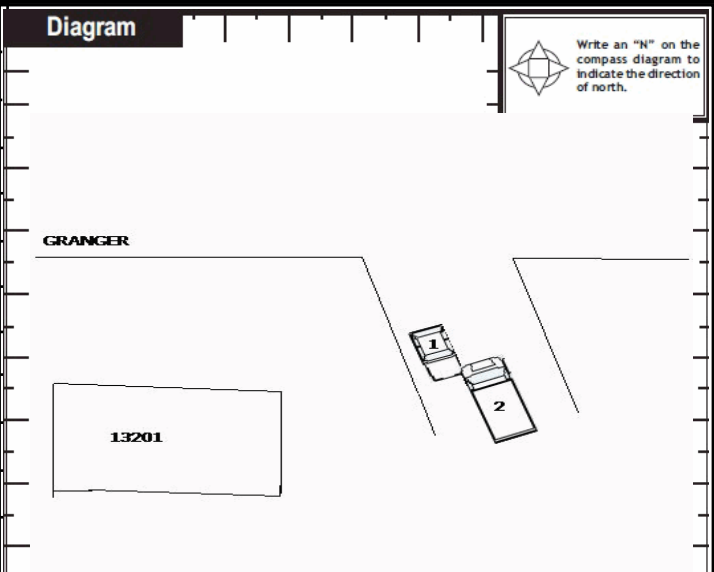 Diagram
Write an “N” on the
compass diagram to
indicate the direction
of north.
GRANGER
1
2
13201